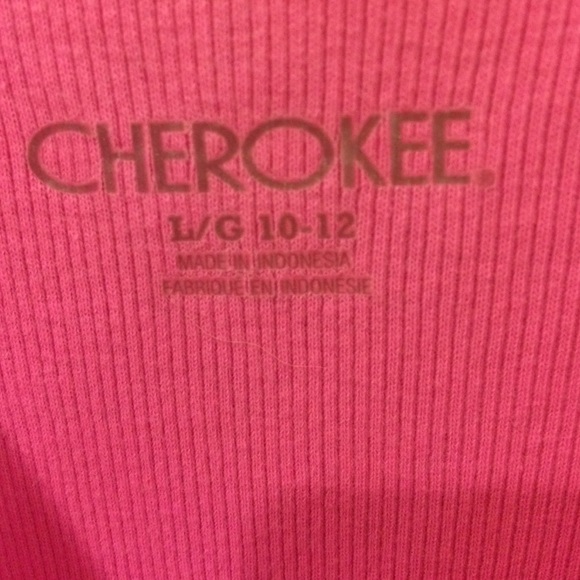 CHEROKEE.
L/G 10-12
MADE IN INDONESIA
FABRIQUE EN INDONESIE